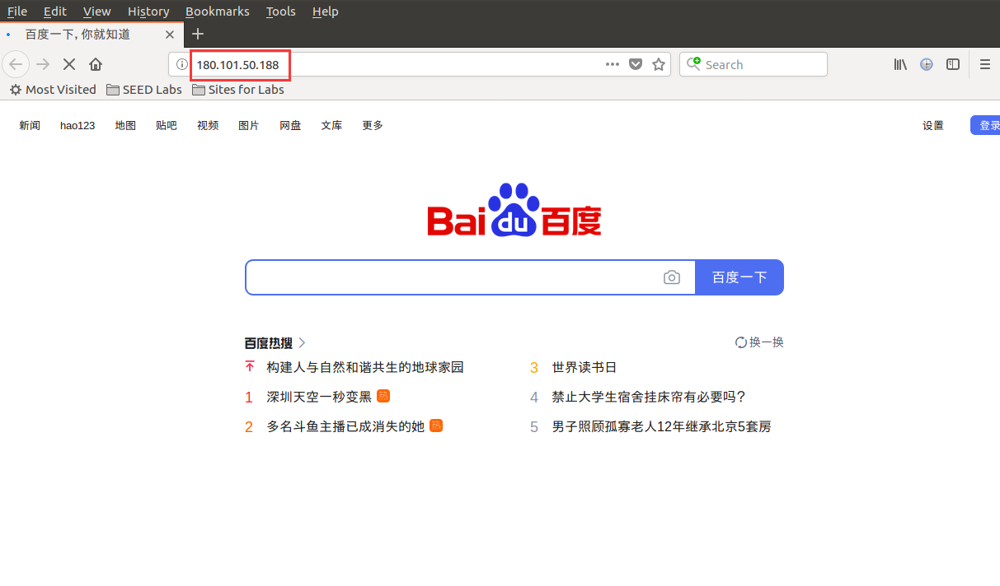 File Edit View History Bookmarks Tools Help
百度一下, 你就知道
180.101.50.188
Search
Most Visited SEED Labs Sites for Labs
新闻 hao123 地图 贴吧 视频 图片 网盘 文库 更多 设置 登录
Bai du 百度
百度一下
百度热搜 换一换
构建人与自然和谐共生的地球家园 3 世界读书日
1 深圳天空一秒变黑 热 4 禁止大学生宿舍挂床帘有必要吗?
2 多名斗鱼主播已成消失的她 热 5 男子照顾孤寡老人12年继承北京5套房